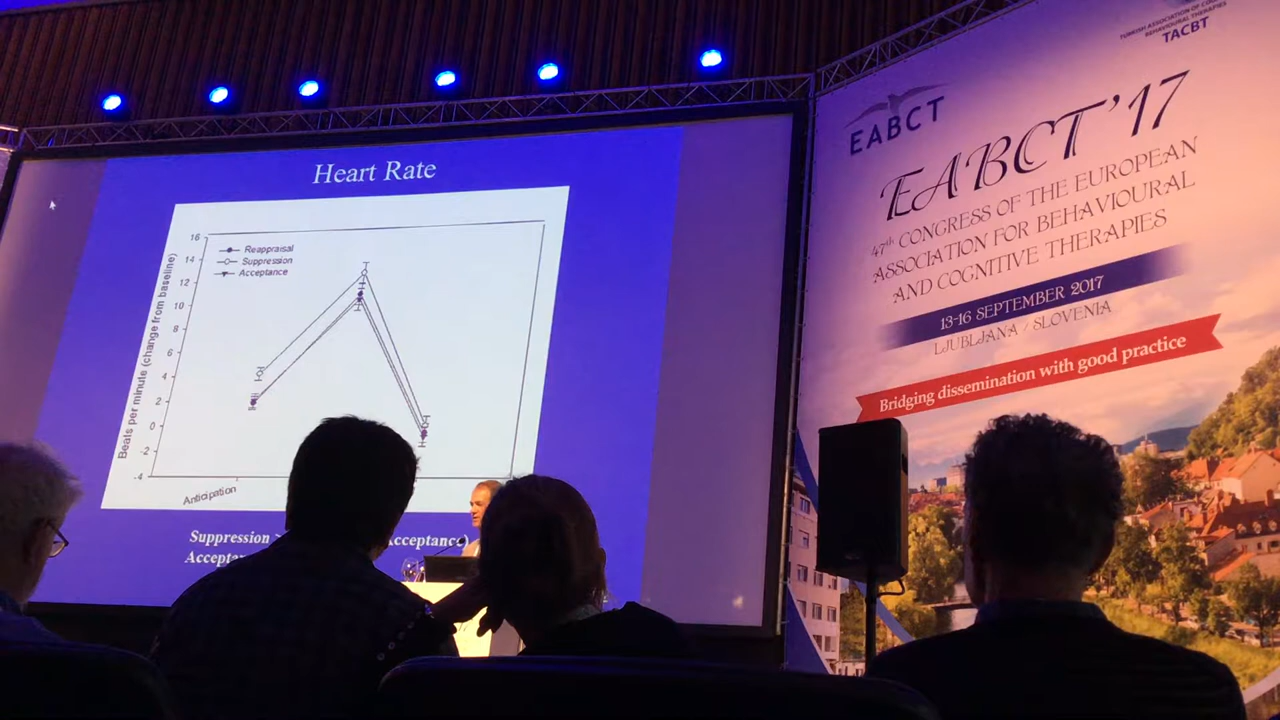 Heart Rate
16
14
12
10
8
6
4
2
0
-2
-4
Beats per minute (change from baseline)
Reappraisal
Suppression
Acceptance
Anticipation
Suppression
Acceptance)
TURKISH ASSOCIATION OF
BEHAVIOURAL THERAPIES
TACBT
EABCT
EABCT'17
47th CONGRESS OF THE EUROPEAN
ASSOCIATION FOR BEHAVIOURAL
AND COGNITIVE THERAPIES
13-16 SEPTEMBER 2017
LJUBLJANA / SLOVENIA
Bridging dissemination with good practice